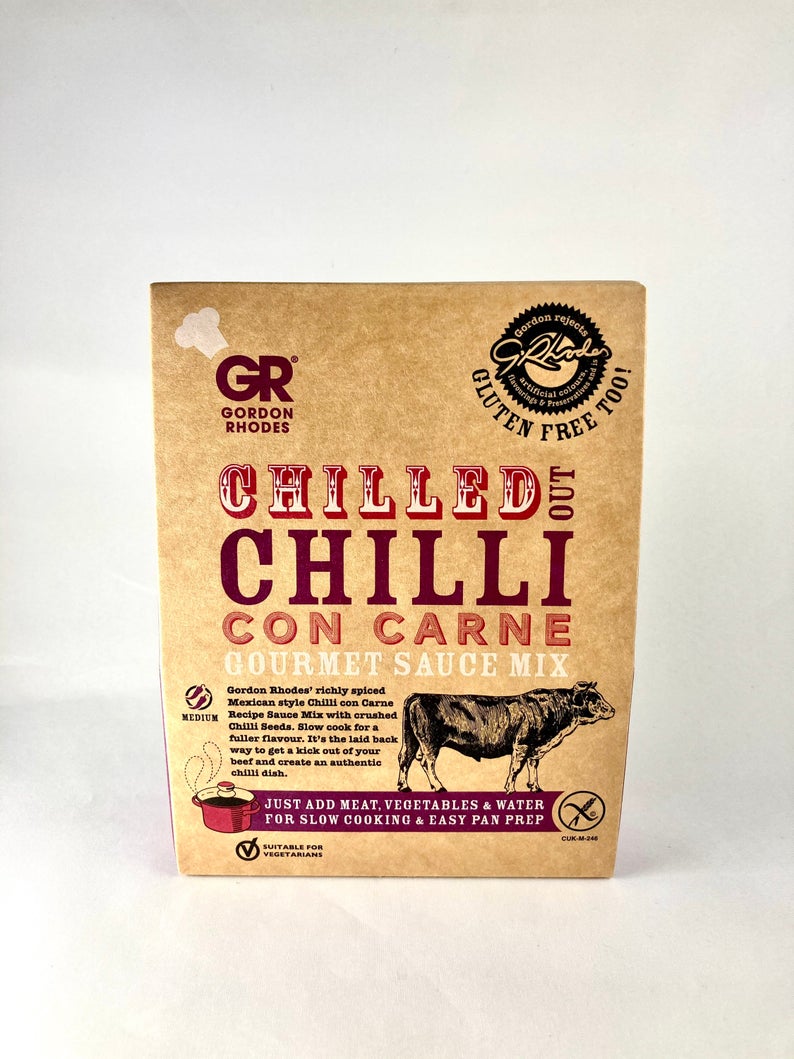 GR®
GORDON
RHODES
Gordon rejects
G.Rhodes
artificial colours,
flavourings & Preservatives and is
GLUTEN FREE TOO!
CHILLED OUT
CHILLI
CON CARNE
GOURMET SAUCE MIX
MEDIUM
Gordon Rhodes' richly spiced
Mexican style Chilli con Carne
Recipe Sauce Mix with crushed
Chilli Seeds. Slow cook for a
fuller flavour. It's the laid back
way to get a kick out of your
beef and create an authentic
chilli dish.
JUST ADD MEAT, VEGETABLES & WATER
FOR SLOW COOKING & EASY PAN PREP
CUK-M-246
SUITABLE FOR
VEGETARIANS